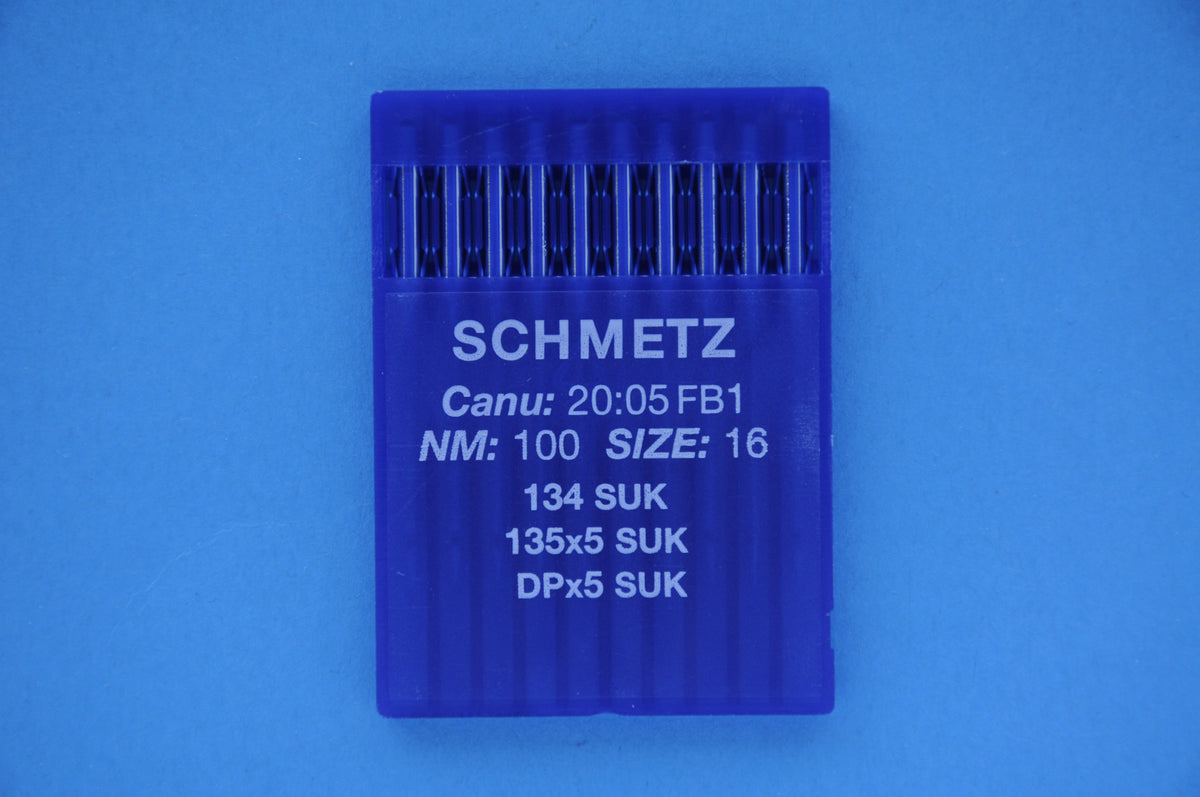 SCHMETZ
Canu: 20:05 FB1
NM: 100 SIZE: 16
134 SUK
135x5 SUK
DPx5 SUK